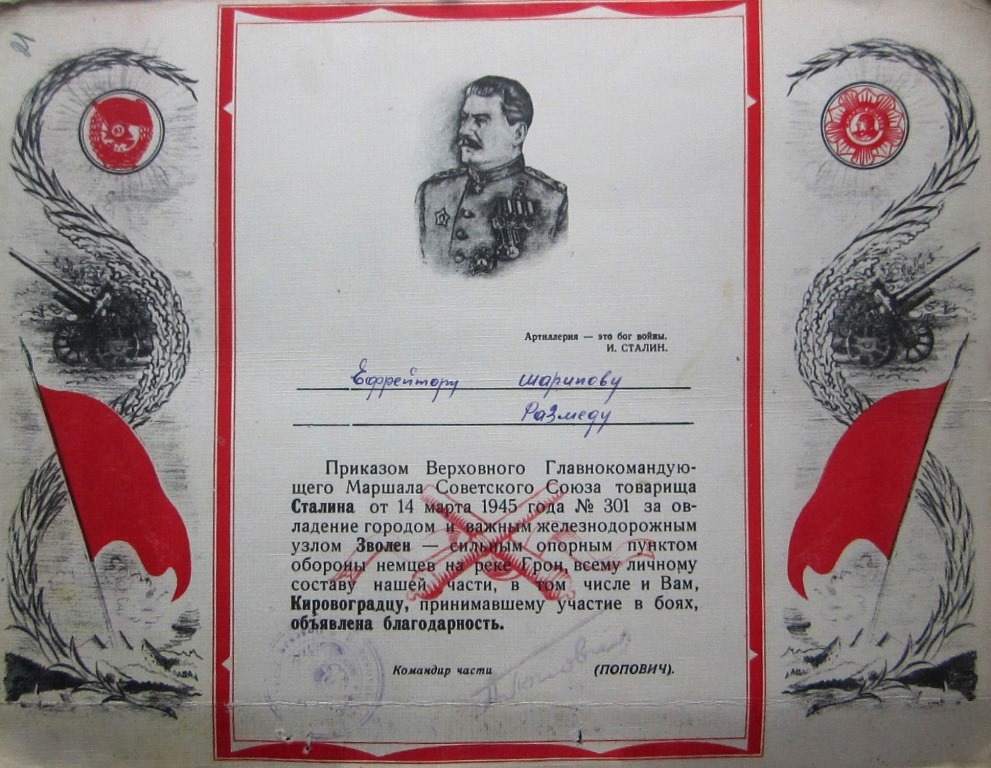 21
Артиллерия — это бог войны.
И. СТАЛИН.
Ефрейтору Шарипову
Размеду
Приказом Верховного Главнокомандую-
щего Маршала Советского Союза товарища
Сталина от 14 марта 1945 года № 301 за ов-
ладение городом и важным железнодорожным
узлом Зволен — сильным опорным пунктом
обороны немцев на реке Грон, всему личному
составу нашей части, в том числе и Вам,
Кировоградцу, принимавшему участие в боях,
объявлена благодарность.
Командир части (ПОПОВИЧ).